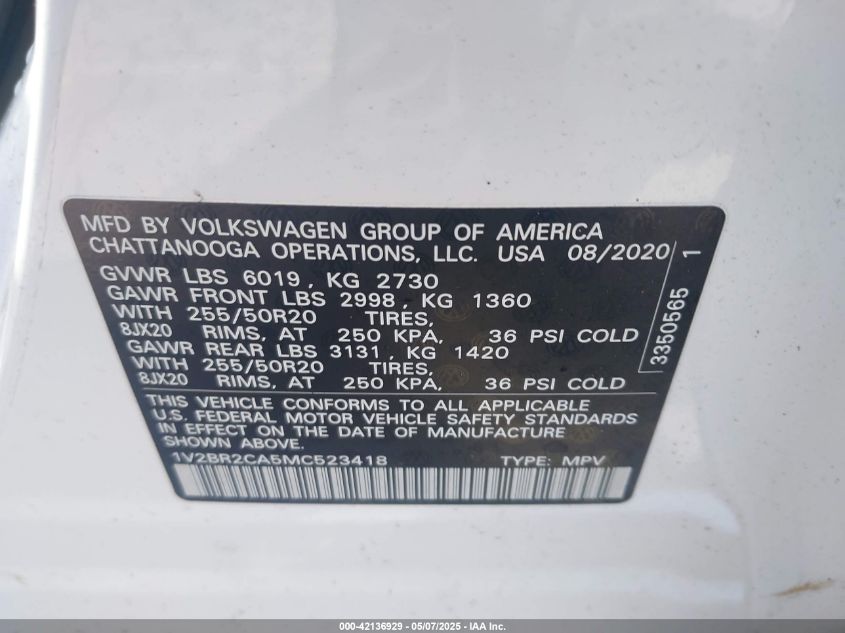 MFD BY VOLKSWAGEN GROUP OF AMERICA
CHATTANOOGA OPERATIONS, LLC. USA 08/2020
GVWR LBS 6019, KG 2730
GAWR FRONT LBS 2998, KG 1360
WITH 255/50R20 TIRES,
8JX20 RIMS, AT 250 KPA, 36 PSI COLD
GAWR REAR LBS 3131, KG 1420
WITH 255/50R20 TIRES,
8JX20 RIMS, AT 250 KPA, 36 PSI COLD
3350565 1
THIS VEHICLE CONFORMS TO ALL APPLICABLE
U.S. FEDERAL MOTOR VEHICLE SAFETY STANDARDS
IN EFFECT ON THE DATE OF MANUFACTURE
SHOWN ABOVE.
1V2BR2CA5MC523418 TYPE: MPV
000-42136929 - 05/07/2025 - IAA Inc.